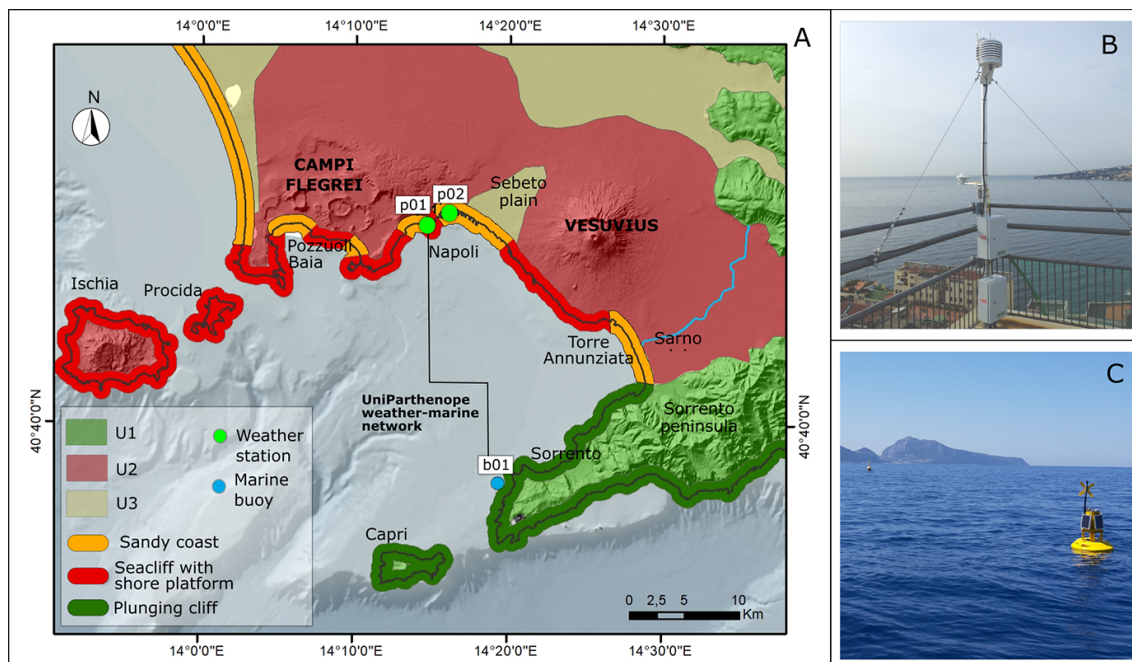 14°0'0"E
14°10'0"E
14°20'0"E
14°30'0"E
A
N
CAMPI
FLEGREI
p01
p02
Sebeto
plain
VESUVIUS
Pozzuoli
Baia
Napoli
Ischia
Procida
Torre
Annunziata
Sarno
UniParthenope
weather-marine
network
Sorrento
peninsula
Sorrento
b01
Capri
40°40'0"N
40°40'0"N
U1
U2
U3
Weather
station
Marine
buoy
Sandy coast
Seacliff with
shore platform
Plunging cliff
0 2,5 5 10
Km
14°0'0"E
14°10'0"E
14°20'0"E
14°30'0"E
B
C